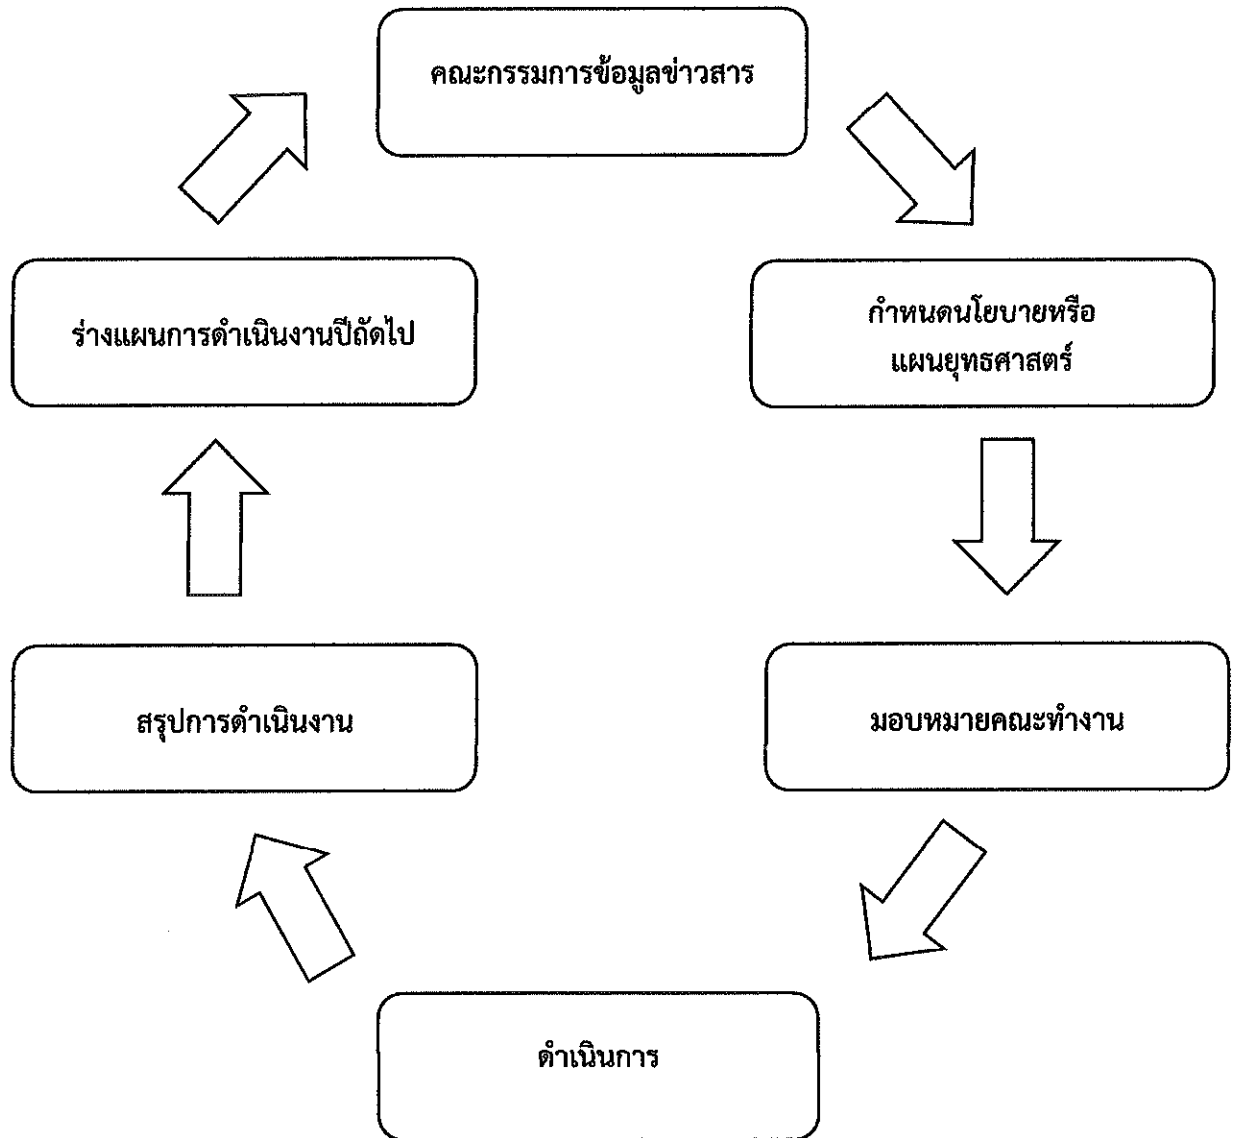 คณะกรรมการข้อมูลข่าวสาร
กำหนดนโยบายหรือ
แผนยุทธศาสตร์
มอบหมายคณะทำงาน
ดำเนินการ
สรุปการดำเนินงาน
ร่างแผนการดำเนินงานปีถัดไป